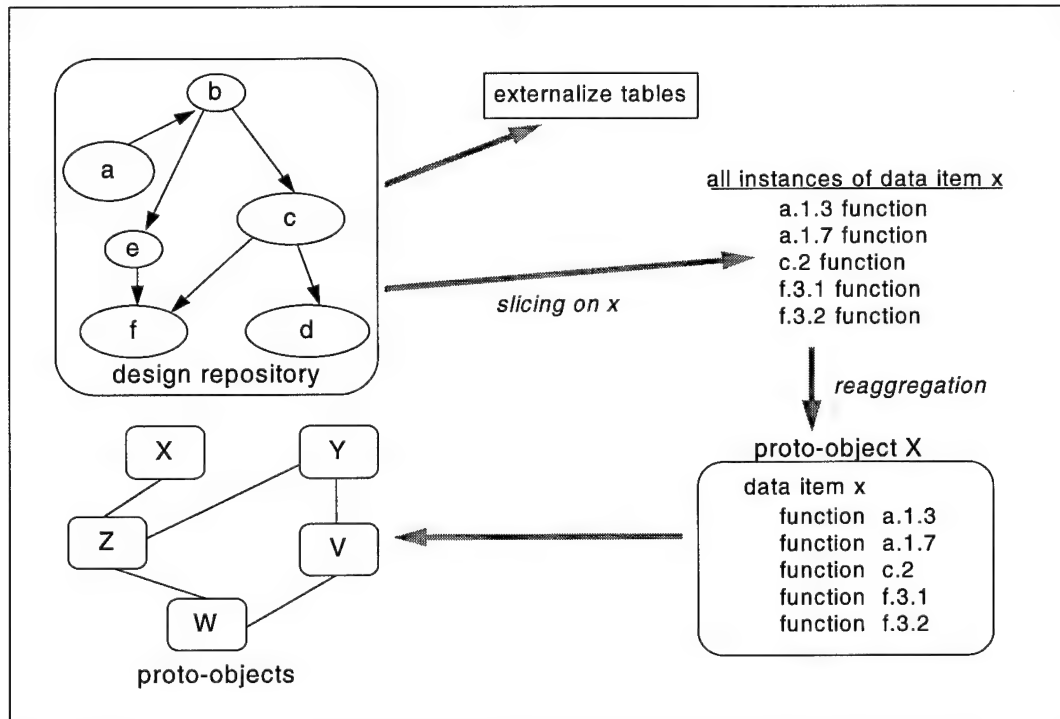 b
a
c
e
f
d
design repository
externalize tables
slicing on x
all instances of data item x
a.1.3 function
a.1.7 function
c.2 function
f.3.1 function
f.3.2 function
reaggregation
proto-object X
data item x
function a.1.3
function a.1.7
function c.2
function f.3.1
function f.3.2
X
Y
Z
V
W
proto-objects